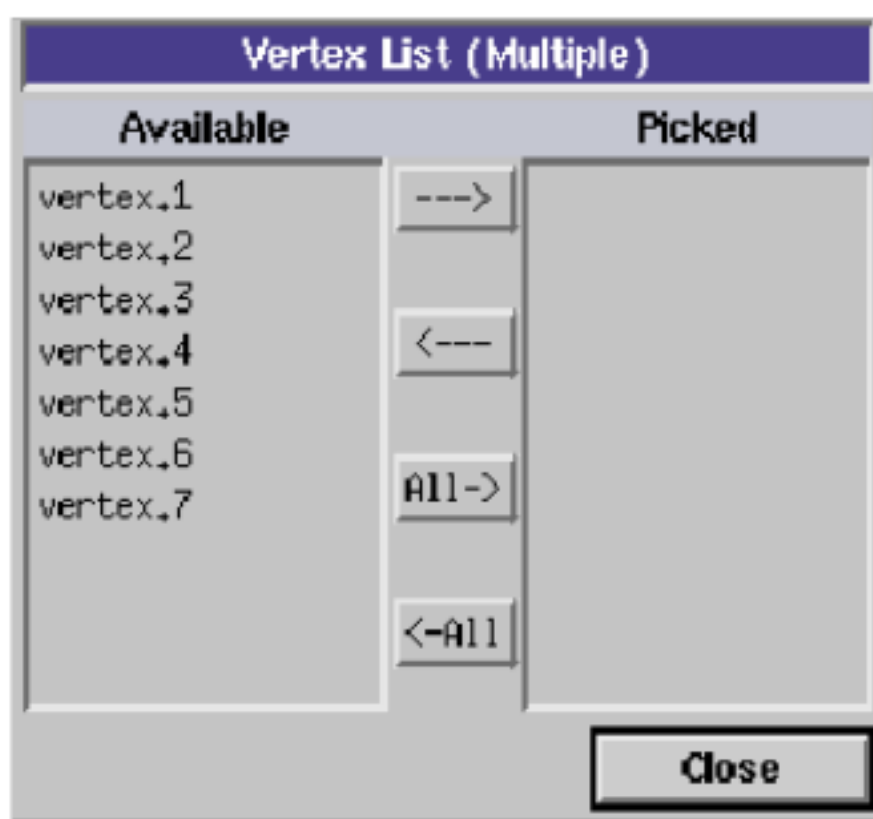 Vertex List (Multiple)
Available
Picked
vertex.1
vertex.2
vertex.3
vertex.4
vertex.5
vertex.6
vertex.7
--->
<---
All->
<-All
Close